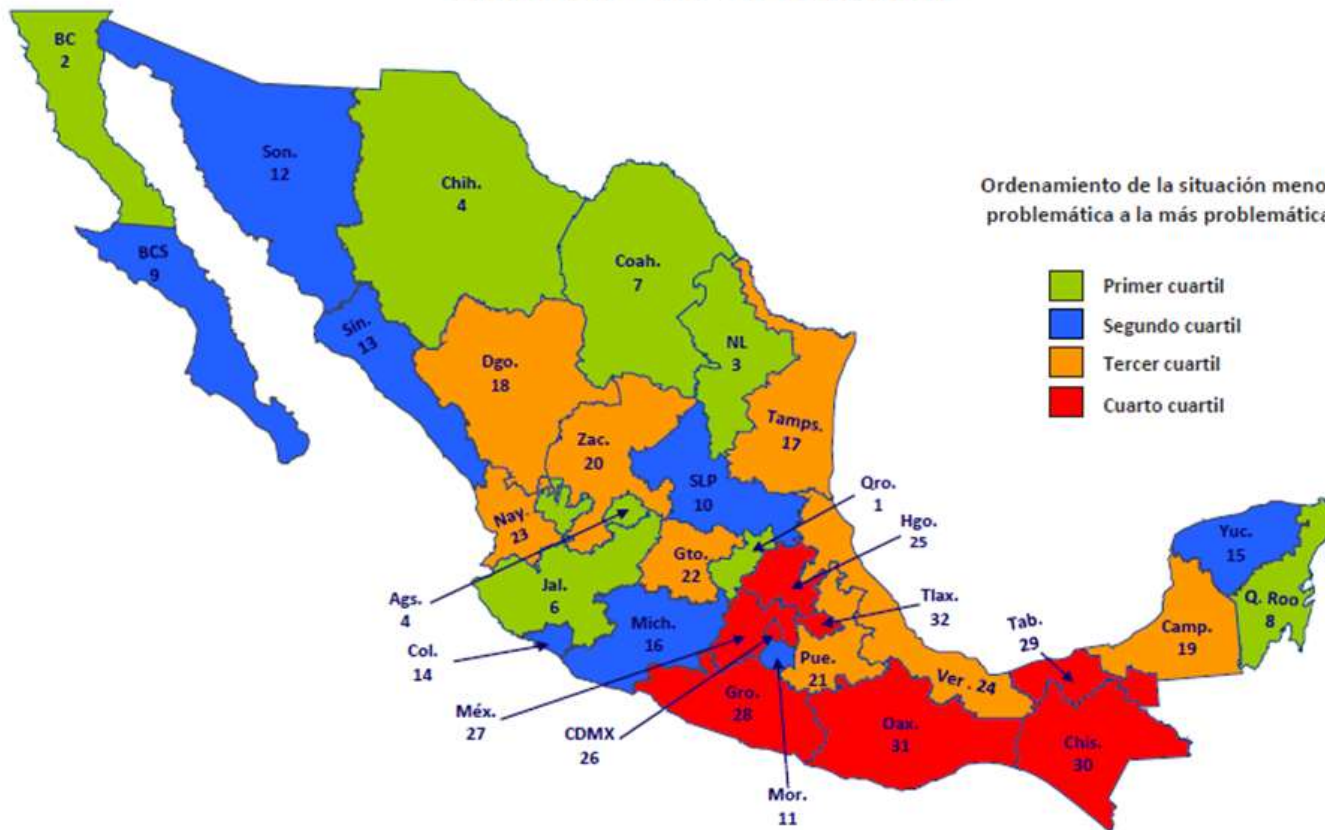 BC
2
Son.
12
Chih.
4
BCS
9
Coah.
7
Sin.
13
NL
3
Dgo.
18
Tamps.
17
Zac.
20
SLP
10
Nay.
23
Gto.
22
Qro.
1
Hgo.
25
Jal.
6
Ags.
4
Mich.
16
Col.
14
Tlax.
32
Pue.
21
Ver. 24
Tab.
29
Camp.
19
Yuc.
15
Q. Roo
8
Méx.
27
CDMX
26
Gro.
28
Oax.
31
Chis.
30
Mor.
11
Ordenamiento de la situación meno
problemática a la más problemática
Primer cuartil
Segundo cuartil
Tercer cuartil
Cuarto cuartil